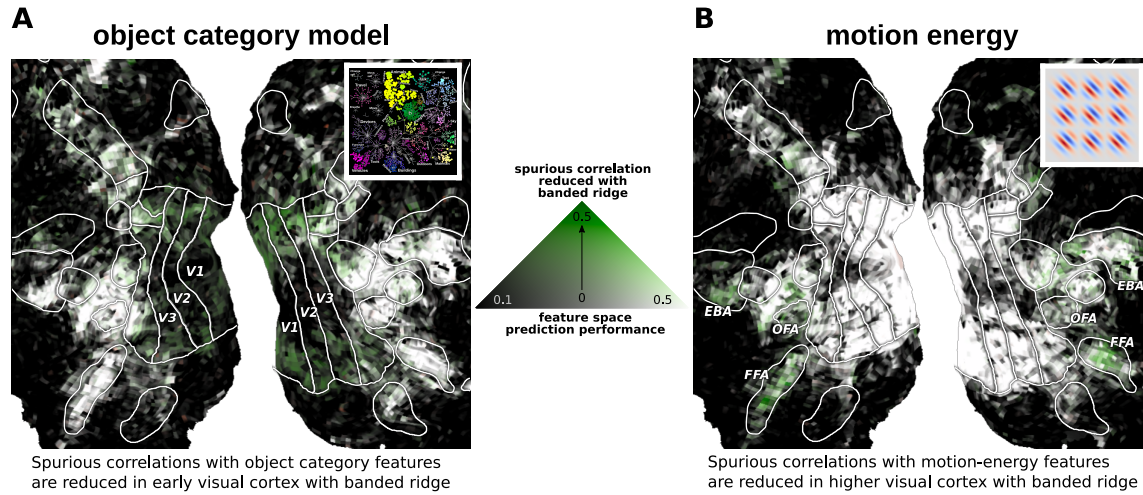 A
object category model
Devices
Vehicles
Buildings
V1
V2
V3
V3
V2
V1
Spurious correlations with object category features
are reduced in early visual cortex with banded ridge
spurious correlation
reduced with
banded ridge
0.5
0.1
0
0.5
feature space
prediction performance
B
motion energy
EBA
OFA
FFA
EBA
OFA
FFA
Spurious correlations with motion-energy features
are reduced in higher visual cortex with banded ridge